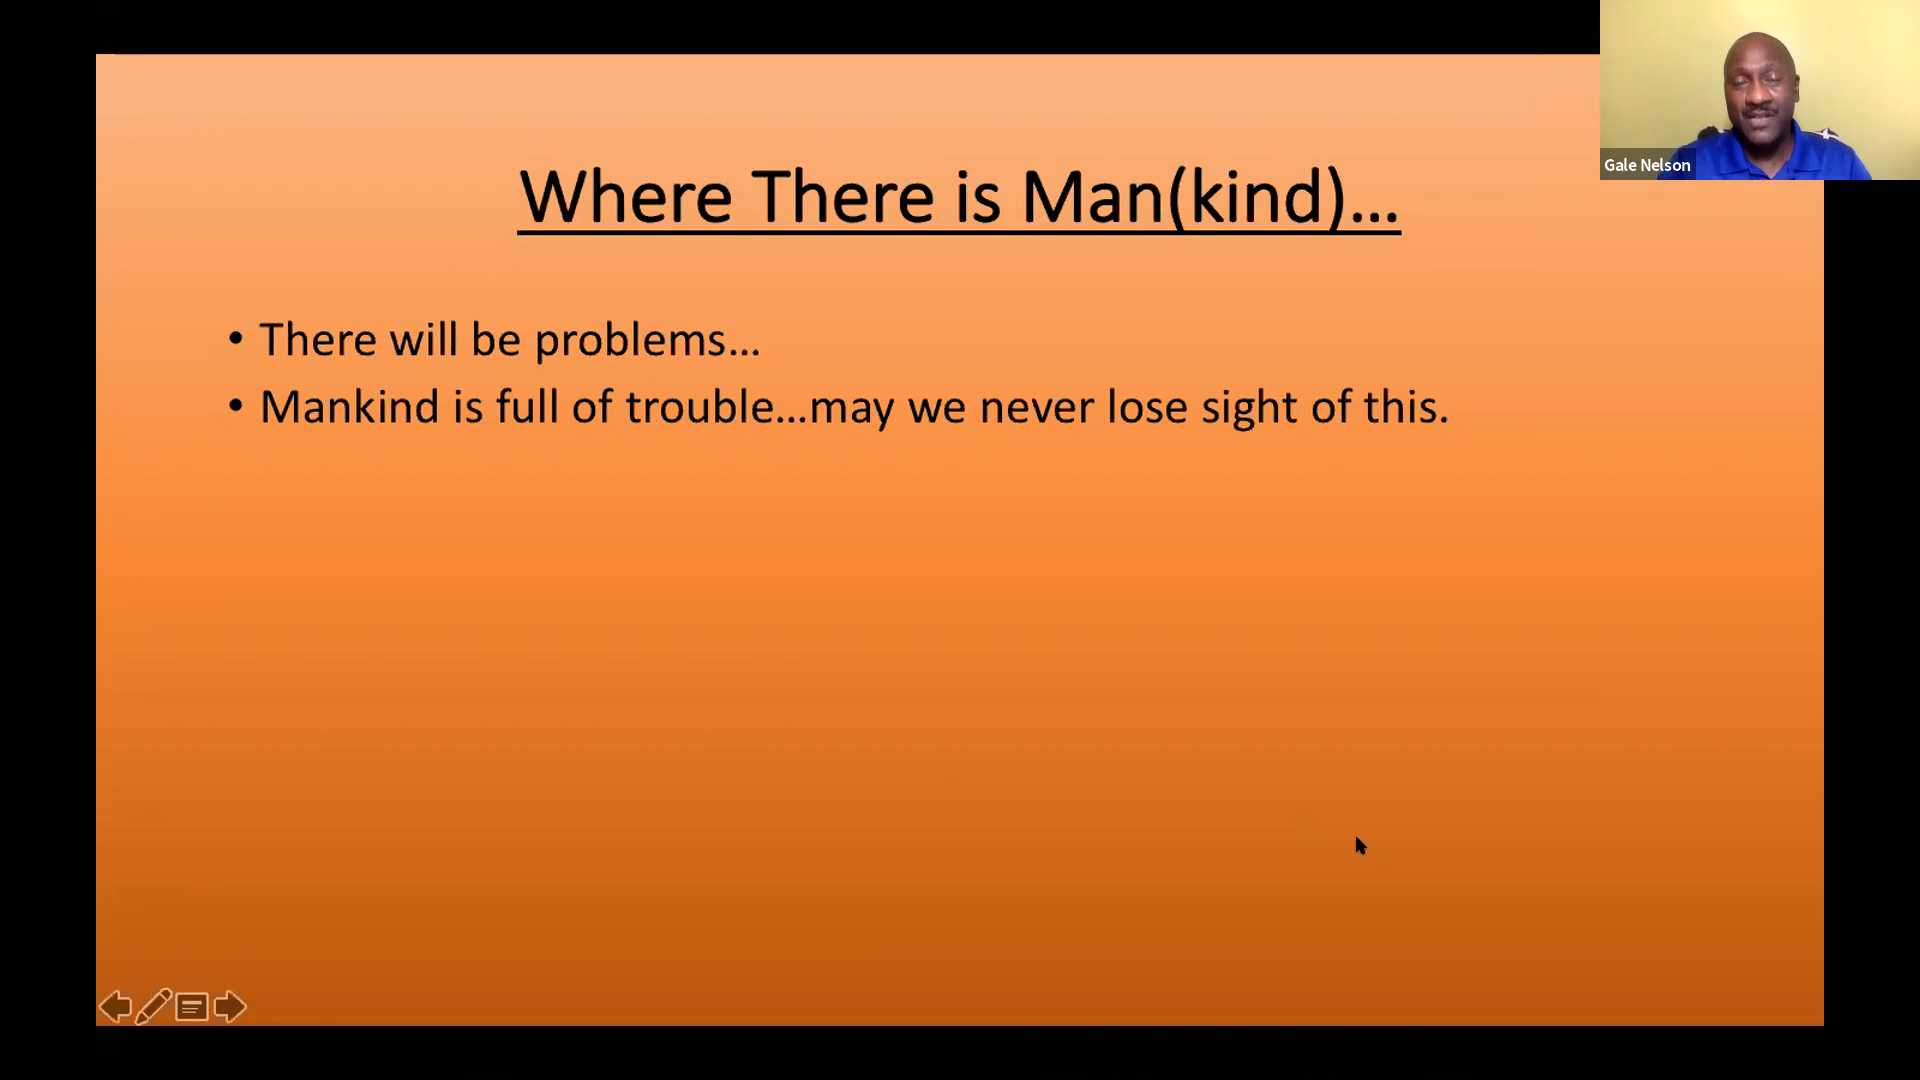 Where There is Man(kind)...
Gale Nelson
• There will be problems...
• Mankind is full of trouble...may we never lose sight of this.